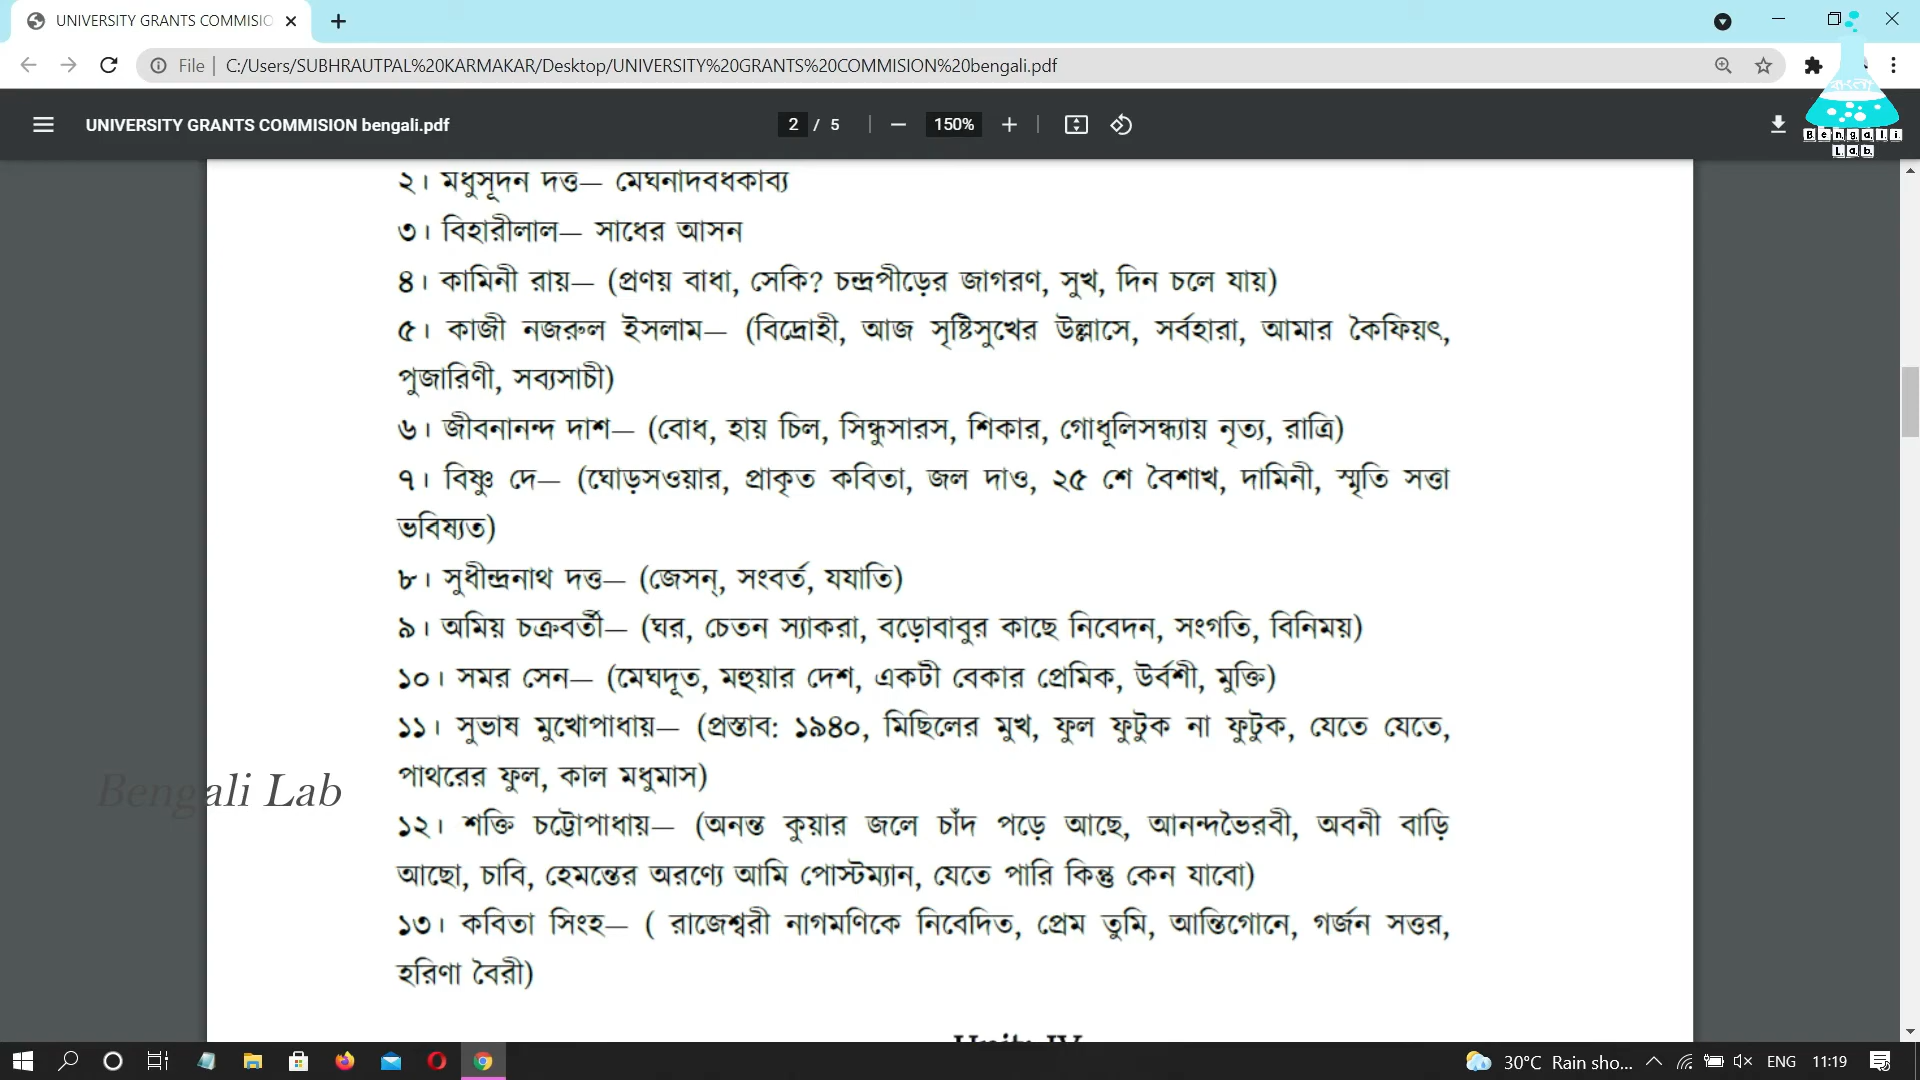 UNIVERSITY GRANTS COMMISIO
File | C:/Users/SUBHRAUTPAL%20KARMAKAR/Desktop/UNIVERSITY%20GRANTS%20COMMISION%20bengali.pdf
UNIVERSITY GRANTS COMMISION bengali.pdf 2 / 5 150%
বাংলা
Bengali
Lab
২। মধুসূদন দত্ত— মেঘনাদবধকাব্য
৩। বিহারীলাল— সাধের আসন
৪। কামিনী রায়— (প্রণয় বাধা, সেকি? চন্দ্রপীড়ের জাগরণ, সুখ, দিন চলে যায়)
৫। কাজী নজরুল ইসলাম— (বিদ্রোহী, আজ সৃষ্টিসুখের উল্লাসে, সর্বহারা, আমার কৈফিয়ৎ,
পুজারিণী, সব্যসাচী)
৬। জীবনানন্দ দাশ— (বোধ, হায় চিল, সিন্ধুসারস, শিকার, গোধূলিসন্ধ্যায় নৃত্য, রাত্রি)
৭। বিষ্ণু দে— (ঘোড়সওয়ার, প্রাকৃত কবিতা, জল দাও, ২৫ শে বৈশাখ, দামিনী, স্মৃতি সত্তা
ভবিষ্যত)
৮। সুধীন্দ্রনাথ দত্ত— (জেসন্, সংবর্ত, যযাতি)
৯। অমিয় চক্রবর্তী— (ঘর, চেতন স্যাকরা, বড়োবাবুর কাছে নিবেদন, সংগতি, বিনিময়)
১০। সমর সেন— (মেঘদূত, মহুয়ার দেশ, একটী বেকার প্রেমিক, উর্বশী, মুক্তি)
১১। সুভাষ মুখোপাধ্যায়— (প্রস্তাব: ১৯৪০, মিছিলের মুখ, ফুল ফুটুক না ফুটুক, যেতে যেতে,
পাথরের ফুল, কাল মধুমাস)
Bengali Lab
১২। শক্তি চট্টোপাধ্যায়— (অনন্ত কুয়ার জলে চাঁদ পড়ে আছে, আনন্দভৈরবী, অবনী বাড়ি
আছো, চাবি, হেমন্তের অরণ্যে আমি পোস্টম্যান, যেতে পারি কিন্তু কেন যাবো)
১৩। কবিতা সিংহ— ( রাজেশ্বরী নাগমণিকে নিবেদিত, প্রেম তুমি, আন্তিগোনে, গর্জন সত্তর,
হরিণা বৈরী)
30°C Rain sho... ENG 11:19